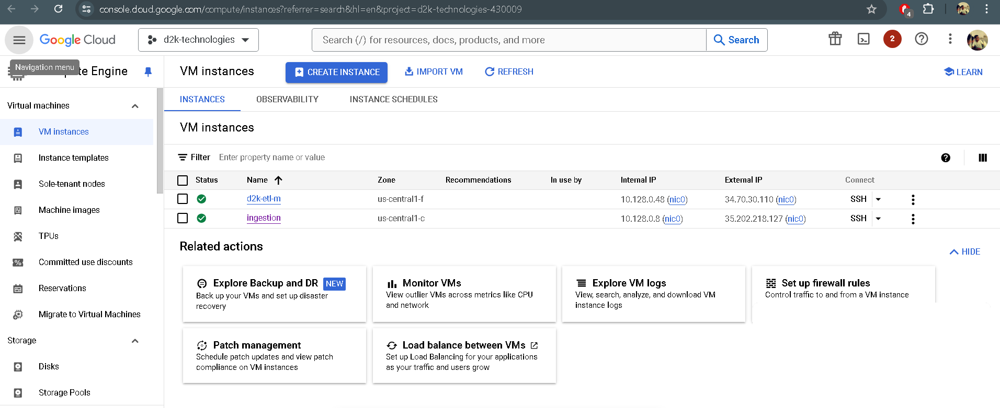 console.cloud.google.com/compute/instances?referrer=search&hl=en&project=d2k-technologies-430009
4
Google Cloud
d2k-technologies
Search (/) for resources, docs, products, and more
Search
2
Navigation menu
te Engine
VM instances
CREATE INSTANCE
IMPORT VM
REFRESH
LEARN
Virtual machines
VM instances
Instance templates
Sole-tenant nodes
Machine images
TPUs
Committed use discounts
Reservations
Migrate to Virtual Machines
Storage
Disks
Storage Pools
INSTANCES
OBSERVABILITY
INSTANCE SCHEDULES
VM instances
Filter Enter property name or value
Status Name Zone Recommendations In use by Internal IP External IP Connect
d2k-etl-m us-central1-f 10.128.0.48 (nic0) 34.70.30.110 (nic0) SSH
ingestion us-central1-c 10.128.0.8 (nic0) 35.202.218.127 (nic0) SSH
Related actions
HIDE
Explore Backup and DR NEW
Back up your VMs and set up disaster
recovery
Monitor VMs
View outlier VMs across metrics like CPU
and network
Explore VM logs
View, search, analyze, and download VM
instance logs
Set up firewall rules
Control traffic to and from a VM instance
Patch management
Schedule patch updates and view patch
compliance on VM instances
Load balance between VMs
Set up Load Balancing for your applications
as your traffic and users grow